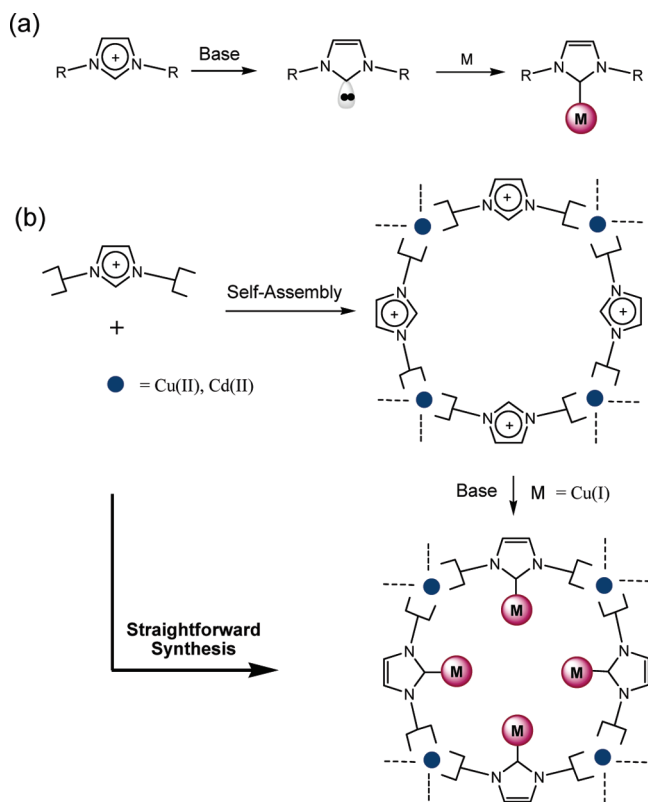 (a)
Base
M
R N + N R
R N N R
R N N R
M
(b)
N + N
+
= Cu(II), Cd(II)
Self-Assembly
N + N
N + N
N + N
N + N
Base M = Cu(I)
Straightforward
Synthesis
N N
M
N N
M
M
N N
M
N N